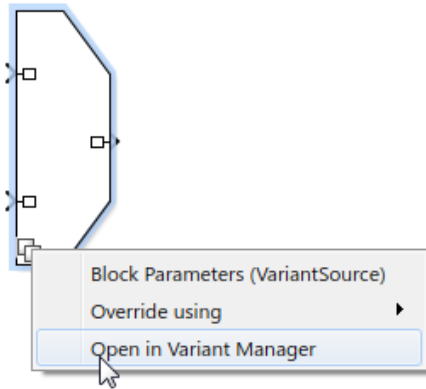 Block Parameters (VariantSource)
Override using
Open in Variant Manager